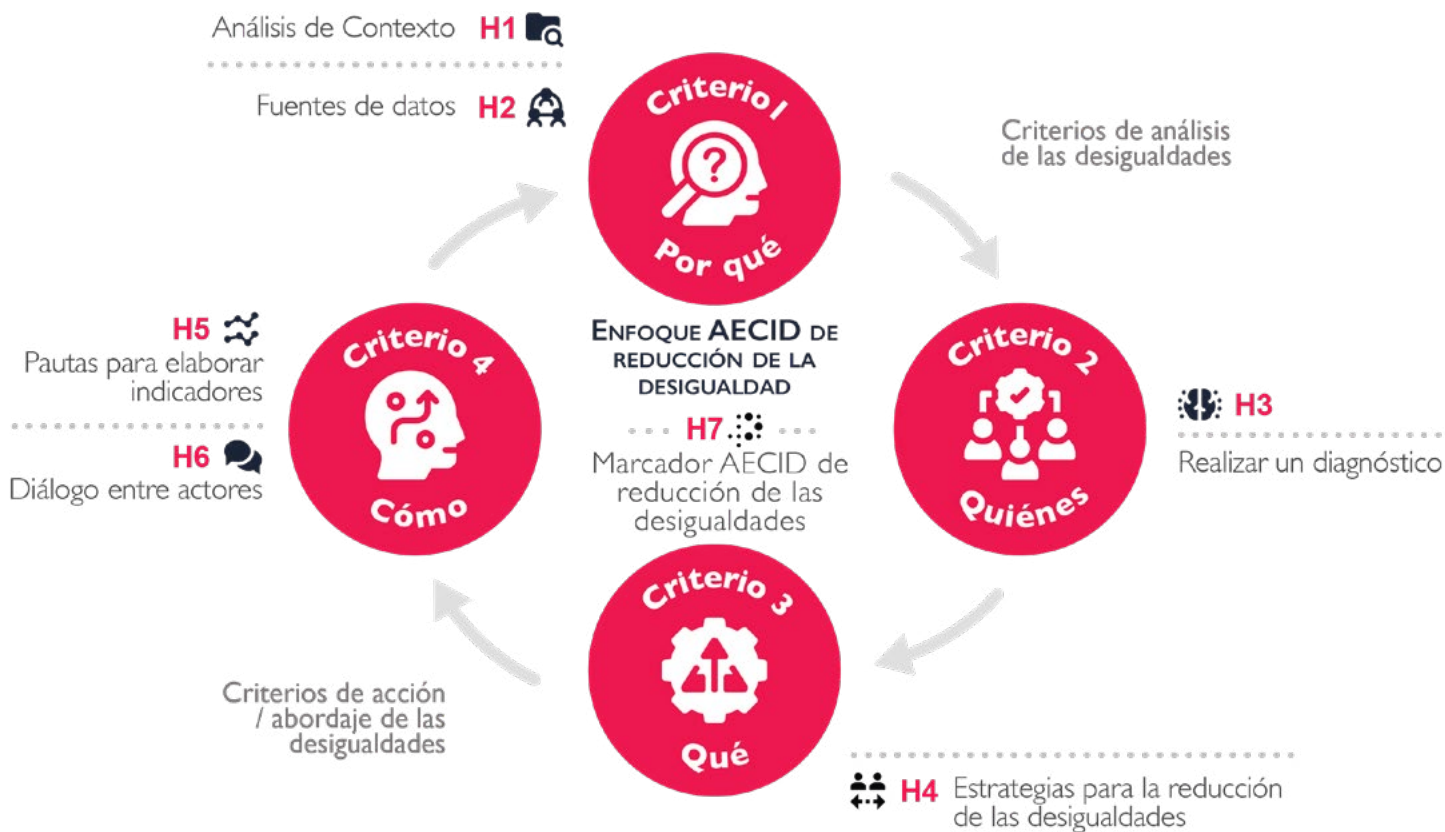 Análisis de Contexto H1
Fuentes de datos H2
Criterio 1
?
Por qué
Criterios de análisis
de las desigualdades
Criterio 2
Quiénes
H3
Realizar un diagnóstico
Criterio 3
Qué
H4 Estrategias para la reducción
de las desigualdades
Criterios de acción
/ abordaje de las
desigualdades
Criterio 4
Cómo
H5
Pautas para elaborar
indicadores
H6
Diálogo entre actores
ENFOQUE AECID DE
REDUCCIÓN DE LA
DESIGUALDAD
H7
Marcador AECID de
reducción de las
desigualdades